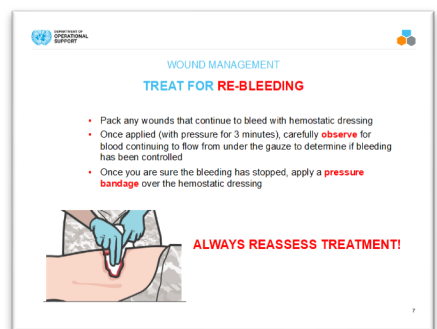 DEPARTMENT OF
OPERATIONAL
SUPPORT
WOUND MANAGEMENT
TREAT FOR RE-BLEEDING
• Pack any wounds that continue to bleed with hemostatic dressing
• Once applied (with pressure for 3 minutes), carefully observe for
blood continuing to flow from under the gauze to determine if bleeding
has been controlled
• Once you are sure the bleeding has stopped, apply a pressure
bandage over the hemostatic dressing
ALWAYS REASSESS TREATMENT!
7